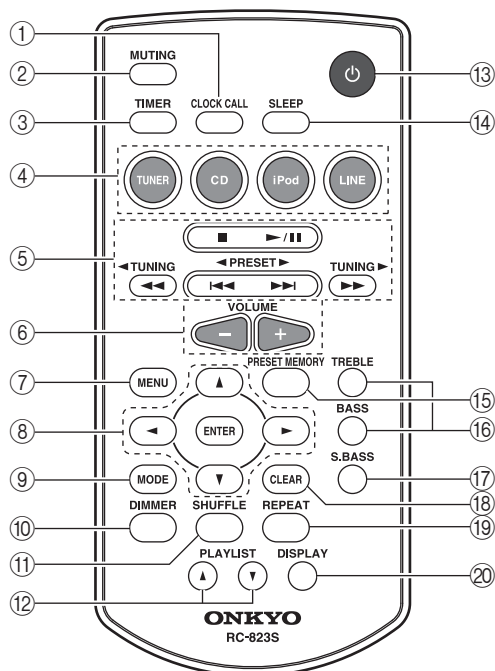 ①
② MUTING ⑬
③ TIMER CLOCK CALL SLEEP ⑭
④ TUNER CD iPod LINE
■ ►/II
⑤ ◄TUNING ◄PRESET► TUNING►
◄◄ I◄◄ ►►I ►►
⑥ VOLUME
− +
⑦ MENU ▲ PRESET MEMORY TREBLE ⑮
⑧ ◄ ENTER ► BASS ⑯
⑨ MODE ▼ CLEAR S.BASS ⑰
⑱
⑩ DIMMER SHUFFLE REPEAT ⑲
⑪
⑫ PLAYLIST DISPLAY ⑳
▲ ▼
ONKYO
RC-823S